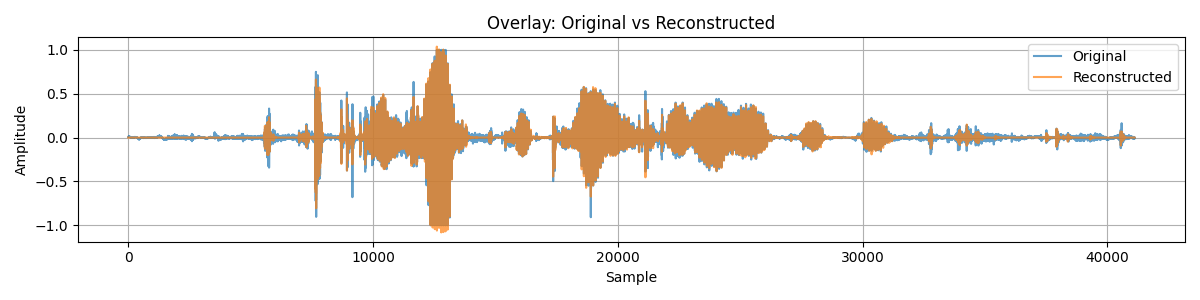 Overlay: Original vs Reconstructed
Original
Reconstructed
1.0
0.5
0.0
−0.5
−1.0
Amplitude
0 10000 20000 30000 40000
Sample